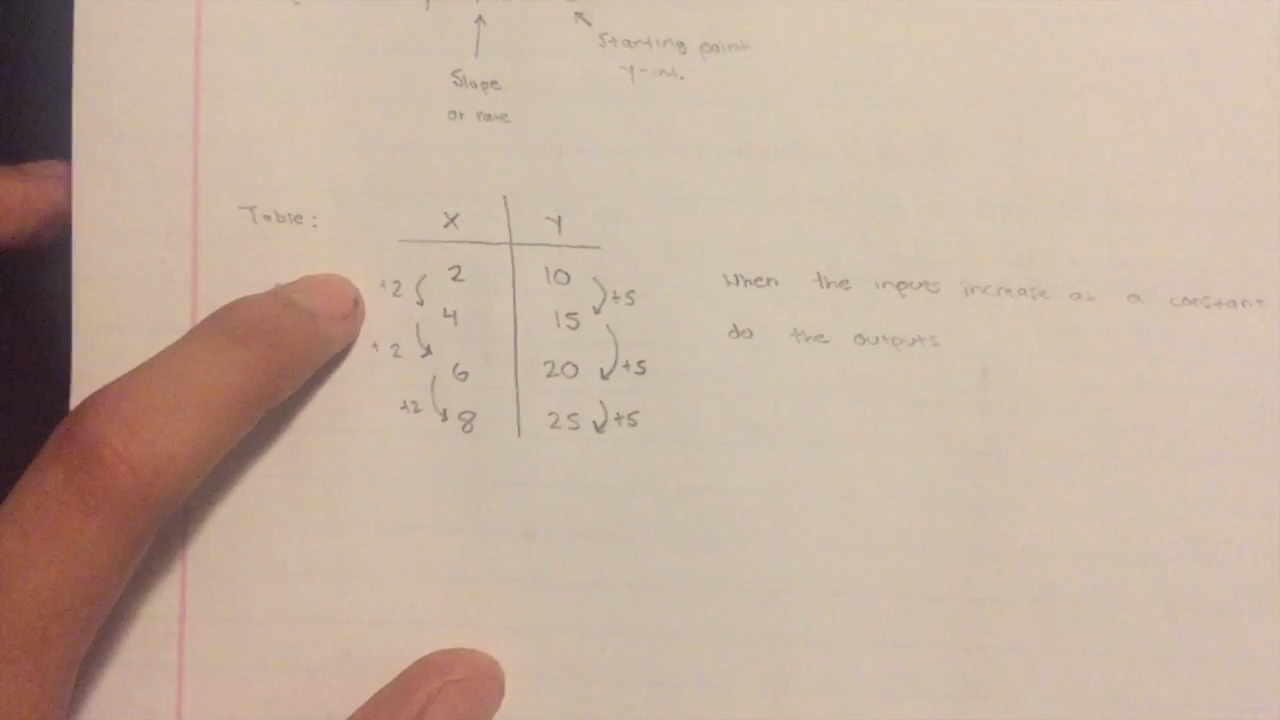 Starting point
Y-int.
Slope
or rate
Table:
X Y
+2 2 10 +5
4 15
+2 6 20 +5
+2 8 25 +5
When the inputs increase at a constant
do the outputs